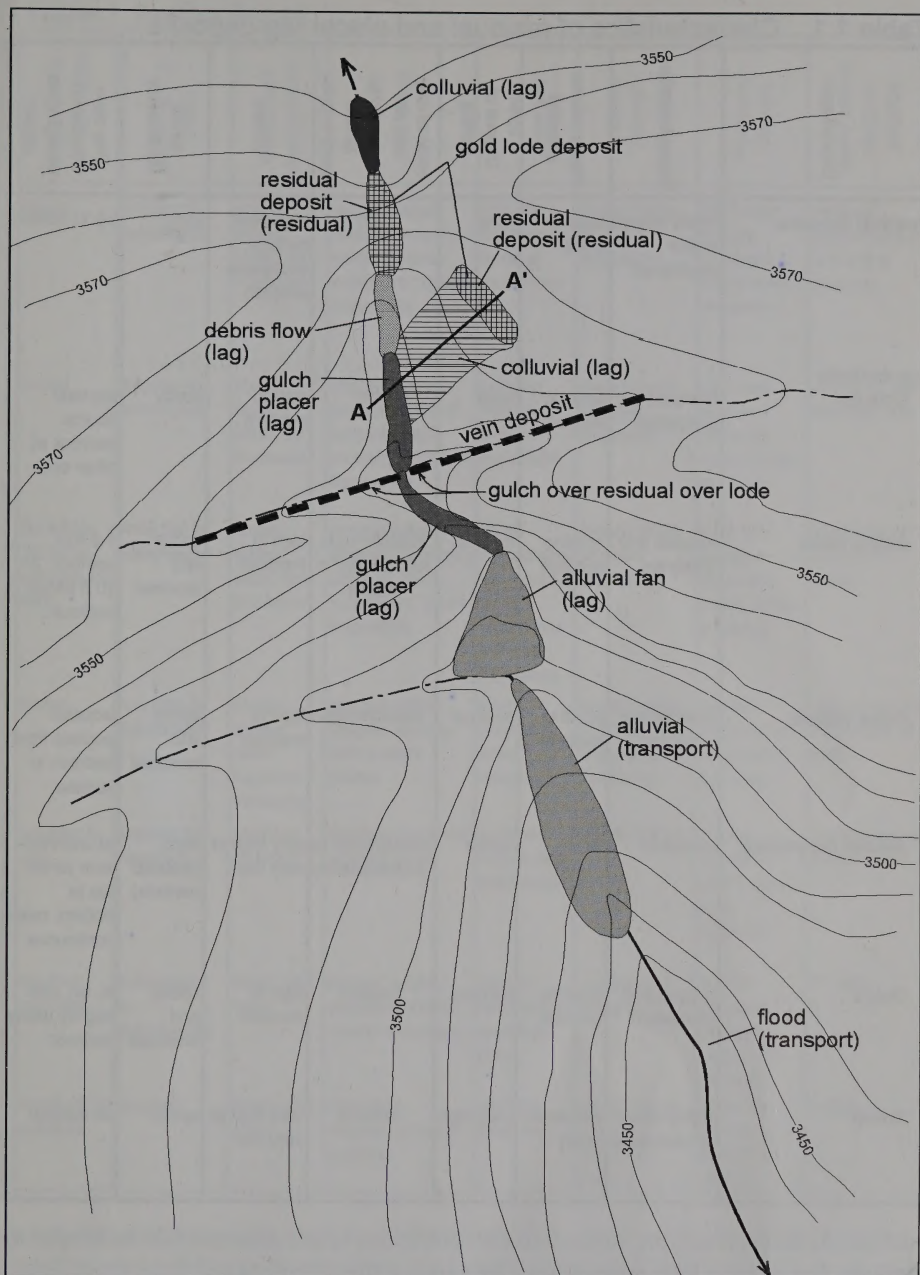 3550
colluvial (lag)
3570
gold lode deposit
3550
residual
deposit
(residual)
residual
deposit (residual)
3570
A'
3570
debris flow
(lag)
colluvial (lag)
gulch
placer
(lag)
A
vein deposit
3570
gulch over residual over lode
gulch
placer
(lag)
alluvial fan
(lag)
3550
3550
alluvial
(transport)
3500
3500
flood
(transport)
3450
3450